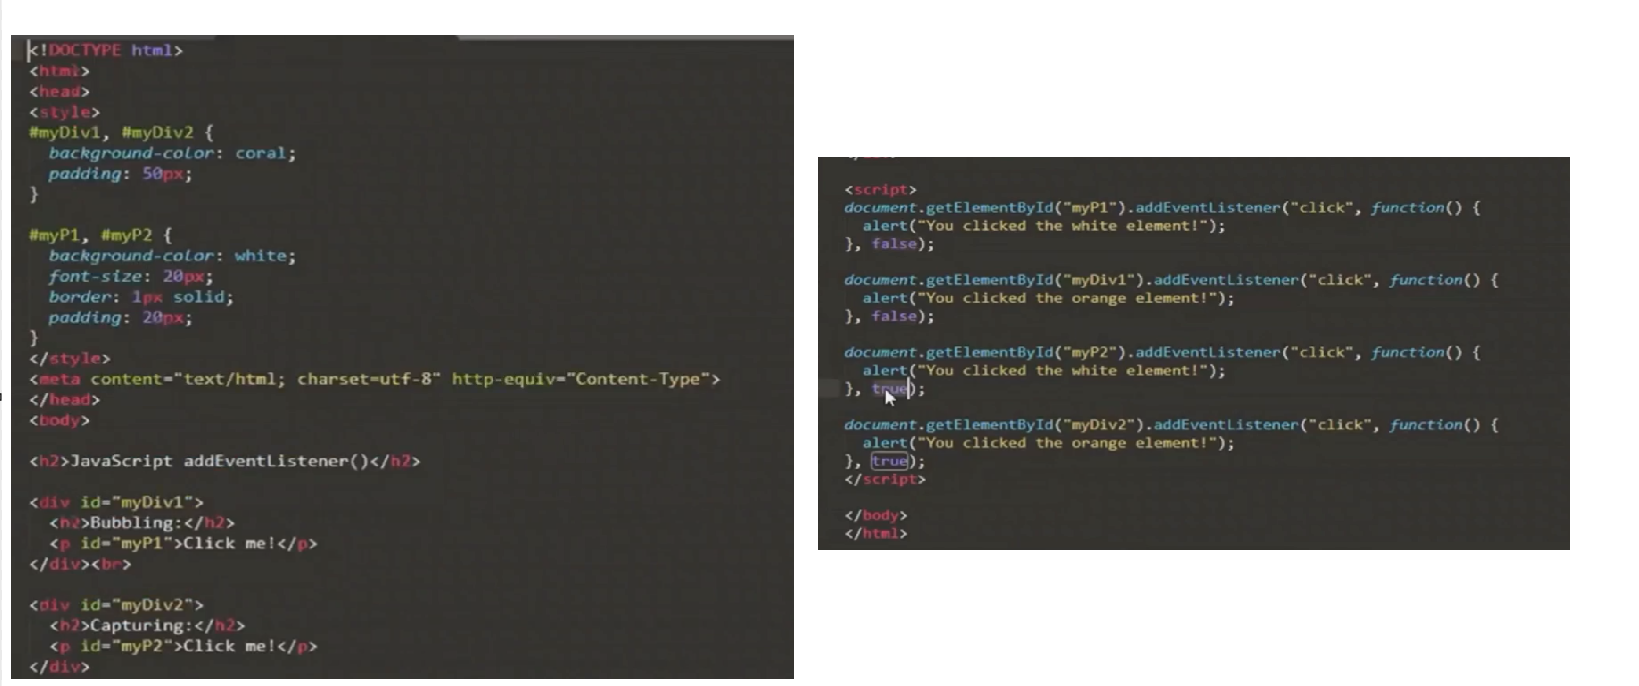 <!DOCTYPE html>
<html>
<head>
<style>
#myDiv1, #myDiv2 {
  background-color: coral;
  padding: 50px;
}

#myP1, #myP2 {
  background-color: white;
  font-size: 20px;
  border: 1px solid;
  padding: 20px;
}
</style>
<meta content="text/html; charset=utf-8" http-equiv="Content-Type">
</head>
<body>

<h2>JavaScript addEventListener()</h2>

<div id="myDiv1">
  <h2>Bubbling:</h2>
  <p id="myP1">Click me!</p>
</div><br>

<div id="myDiv2">
  <h2>Capturing:</h2>
  <p id="myP2">Click me!</p>
</div>

<script>
document.getElementById("myP1").addEventListener("click", function() {
  alert("You clicked the white element!");
}, false);

document.getElementById("myDiv1").addEventListener("click", function() {
  alert("You clicked the orange element!");
}, false);

document.getElementById("myP2").addEventListener("click", function() {
  alert("You clicked the white element!");
}, true);

document.getElementById("myDiv2").addEventListener("click", function() {
  alert("You clicked the orange element!");
}, true);
</script>

</body>
</html>